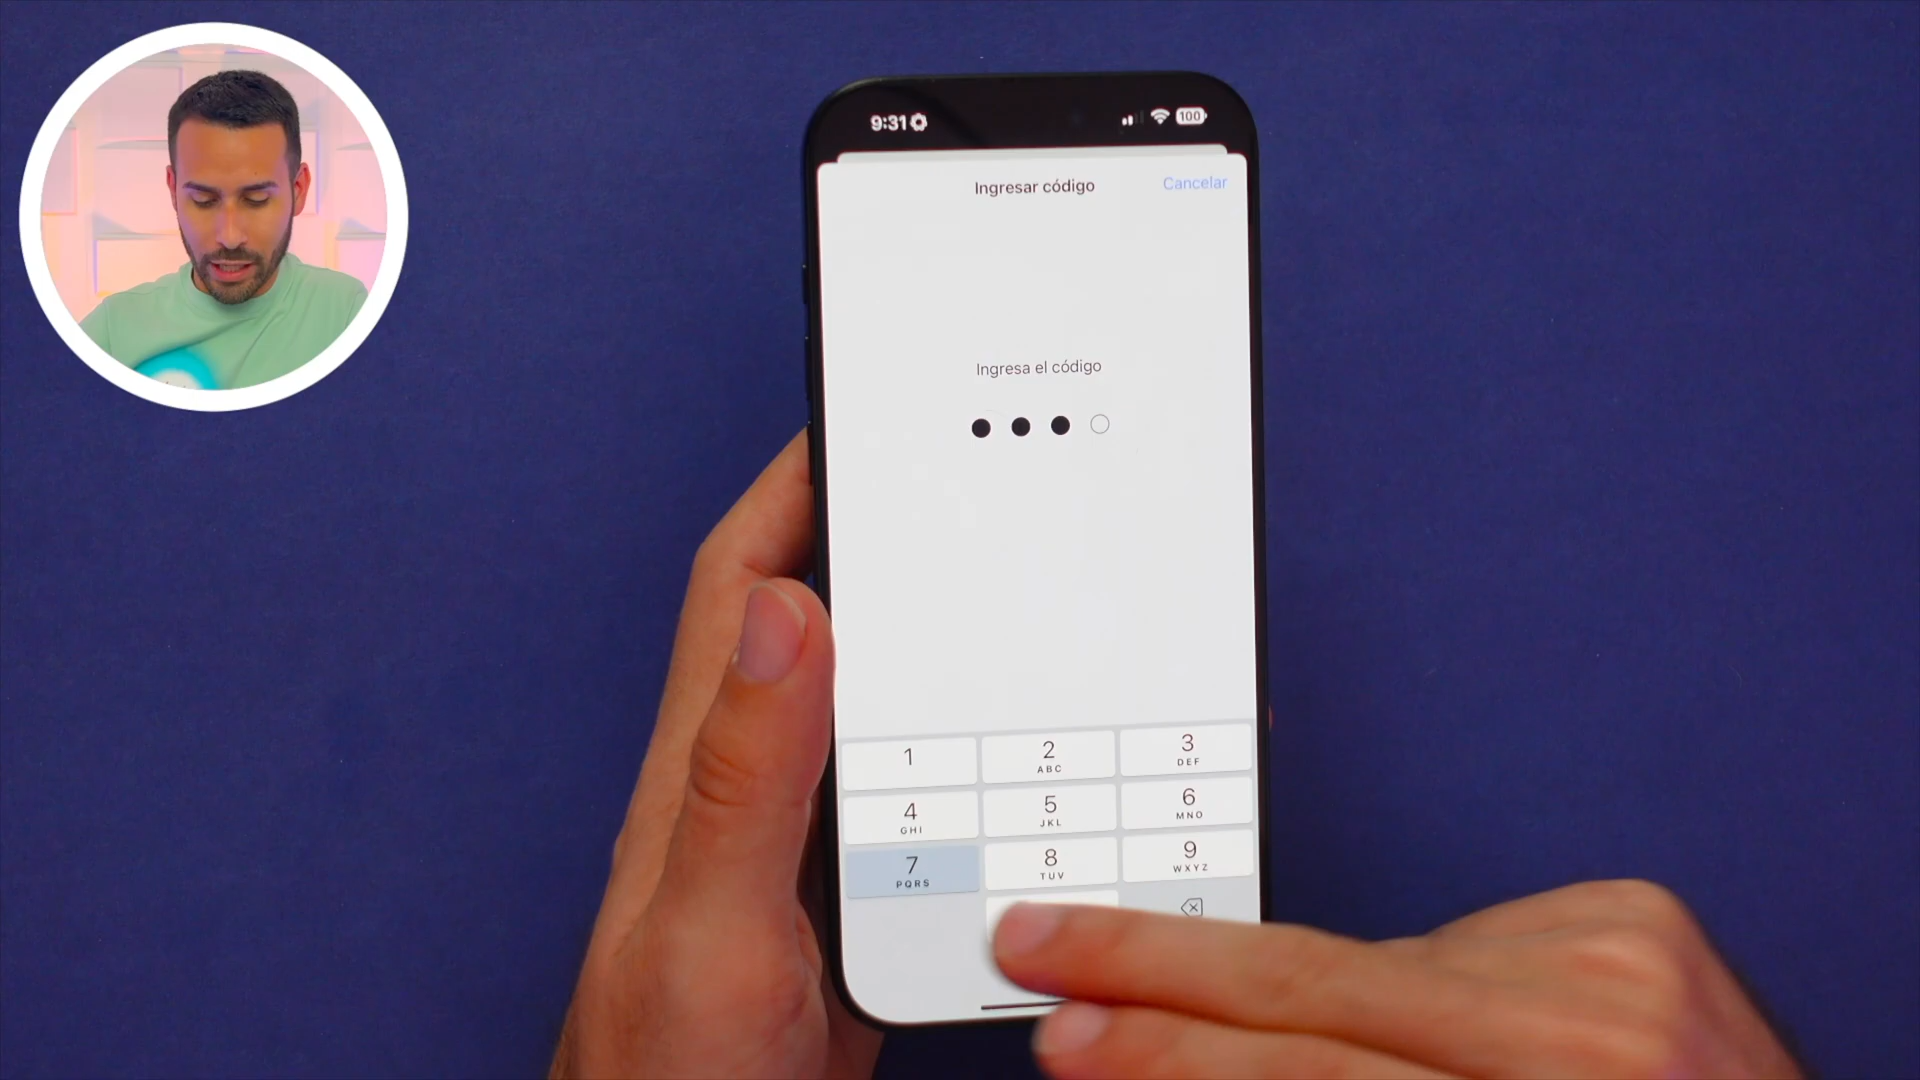 9:31
100
Ingresar código
Cancelar
Ingresa el código
1
2
ABC
3
DEF
4
GHI
5
JKL
6
MNO
7
PQRS
8
TUV
9
WXYZ